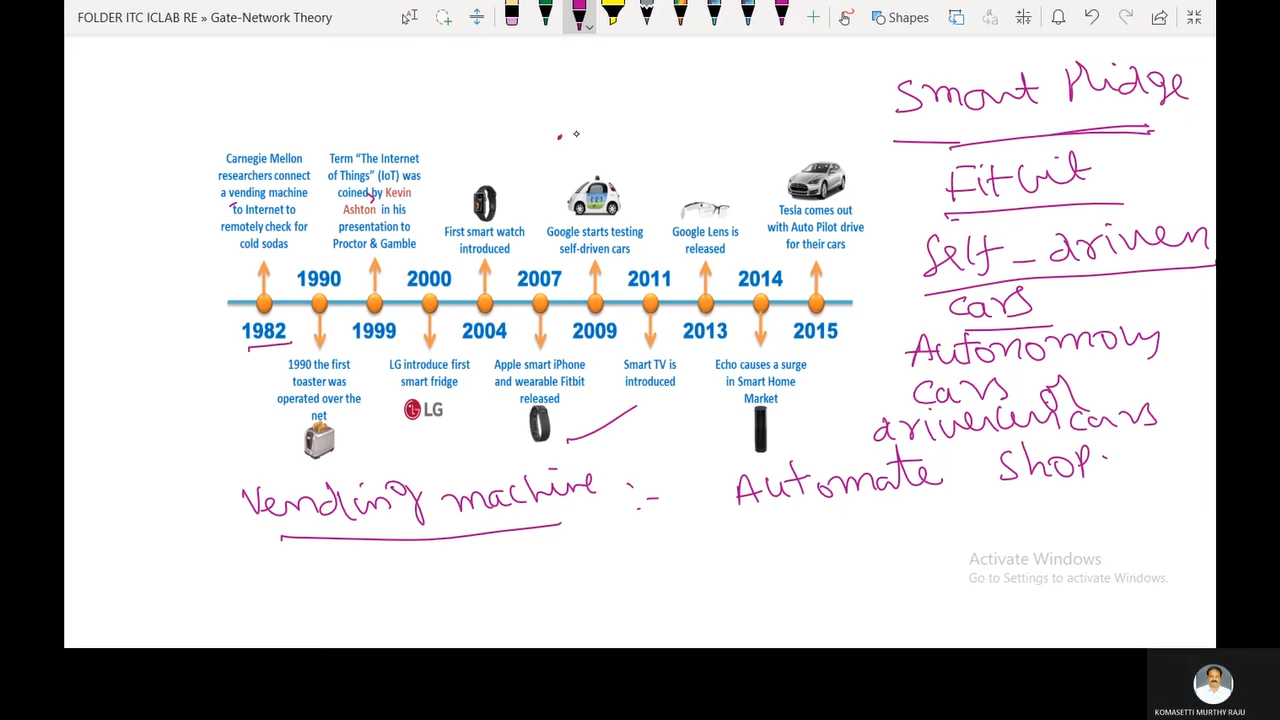 FOLDER ITC ICLAB RE » Gate-Network Theory
Shapes
Carnegie Mellon
researchers connect
a vending machine
to Internet to
remotely check for
cold sodas
Term “The Internet
of Things” (IoT) was
coined by Kevin
Ashton in his
presentation to
Proctor & Gamble
First smart watch
introduced
Google starts testing
self-driven cars
Google Lens is
released
Tesla comes out
with Auto Pilot drive
for their cars
1990
2000
2007
2011
2014
1982
1999
2004
2009
2013
2015
1990 the first
toaster was
operated over the
net
LG introduce first
smart fridge
LG
Apple smart iPhone
and wearable Fitbit
released
Smart TV is
introduced
Echo causes a surge
in Smart Home
Market
Smart fridge
Fitbit
Self-driven
cars
Autonomous
cars or
driverless cars
Vending machine :- Automate Shop.
Activate Windows
Go to Settings to activate Windows.
KOMASETTI MURTHY RAJU